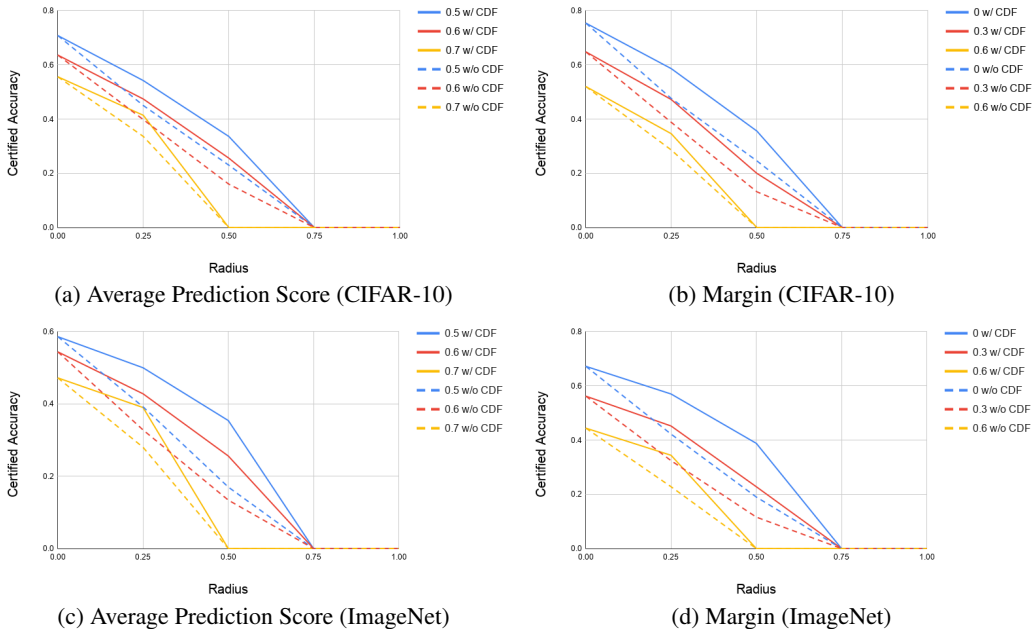 0.8
0.6
0.4
0.2
0.0
0.00 0.25 0.50 0.75 1.00
Certified Accuracy
Radius
0.5 w/ CDF
0.6 w/ CDF
0.7 w/ CDF
0.5 w/o CDF
0.6 w/o CDF
0.7 w/o CDF
(a) Average Prediction Score (CIFAR-10)
0.8
0.6
0.4
0.2
0.0
0.00 0.25 0.50 0.75 1.00
Certified Accuracy
Radius
0 w/ CDF
0.3 w/ CDF
0.6 w/ CDF
0 w/o CDF
0.3 w/o CDF
0.6 w/o CDF
(b) Margin (CIFAR-10)
0.6
0.4
0.2
0.0
0.00 0.25 0.50 0.75 1.00
Certified Accuracy
Radius
0.5 w/ CDF
0.6 w/ CDF
0.7 w/ CDF
0.5 w/o CDF
0.6 w/o CDF
0.7 w/o CDF
(c) Average Prediction Score (ImageNet)
0.8
0.6
0.4
0.2
0.0
0.00 0.25 0.50 0.75 1.00
Certified Accuracy
Radius
0 w/ CDF
0.3 w/ CDF
0.6 w/ CDF
0 w/o CDF
0.3 w/o CDF
0.6 w/o CDF
(d) Margin (ImageNet)